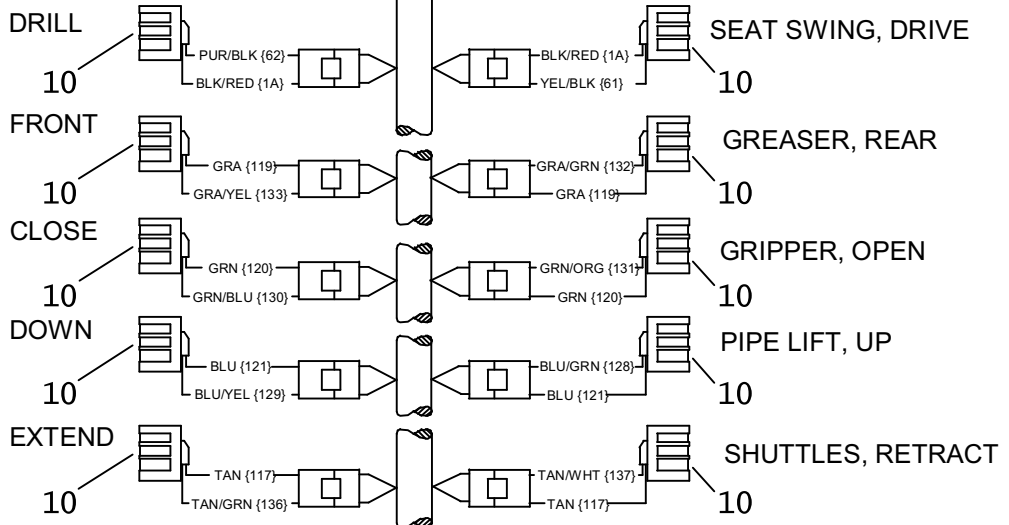 DRILL
SEAT SWING, DRIVE
PUR/BLK {62}
BLK/RED {1A}
BLK/RED {1A}
YEL/BLK {61}
10
10
FRONT
GREASER, REAR
GRA {119}
GRA/GRN {132}
GRA/YEL {133}
GRA {119}
10
10
CLOSE
GRIPPER, OPEN
GRN {120}
GRN/ORG {131}
GRN/BLU {130}
GRN {120}
10
10
DOWN
PIPE LIFT, UP
BLU {121}
BLU/GRN {128}
BLU/YEL {129}
BLU {121}
10
10
EXTEND
SHUTTLES, RETRACT
TAN {117}
TAN/WHT {137}
TAN/GRN {136}
TAN {117}
10
10